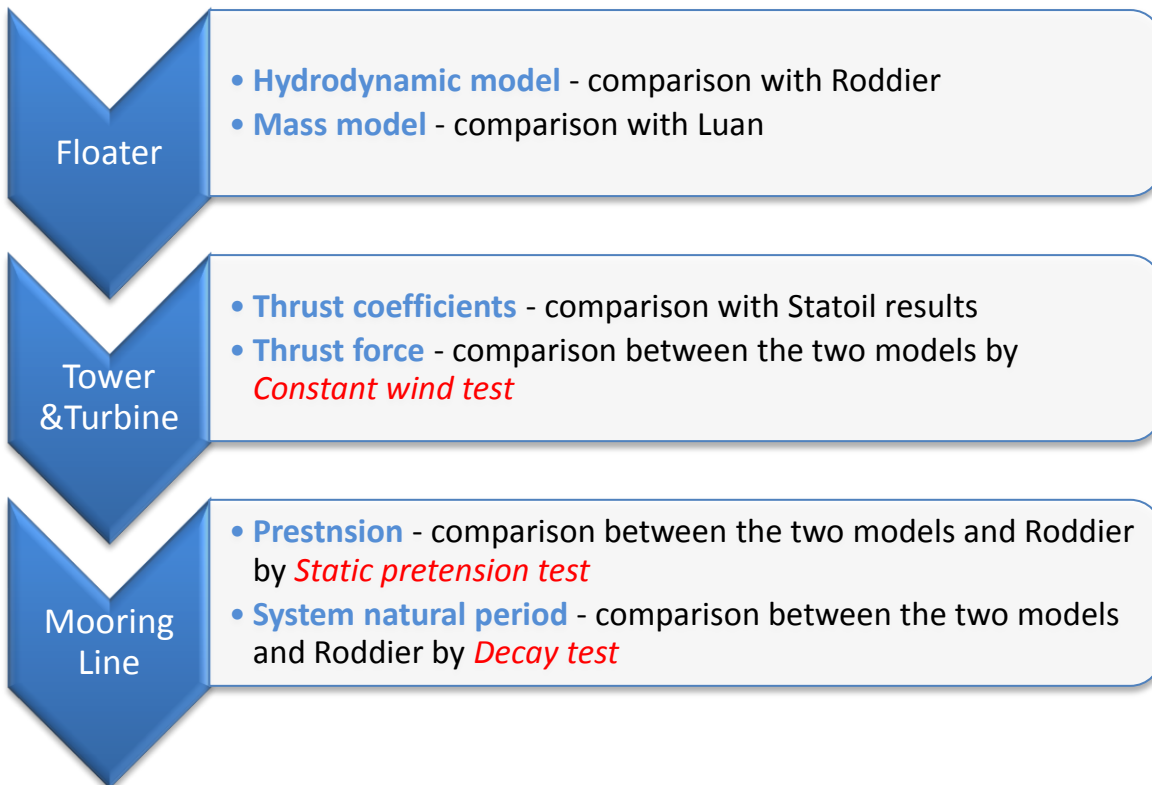 Floater
• Hydrodynamic model - comparison with Roddier
• Mass model - comparison with Luan
Tower
&Turbine
• Thrust coefficients - comparison with Statoil results
• Thrust force - comparison between the two models by
Constant wind test
Mooring
Line
• Prestnsion - comparison between the two models and Roddier
by Static pretension test
• System natural period - comparison between the two models
and Roddier by Decay test